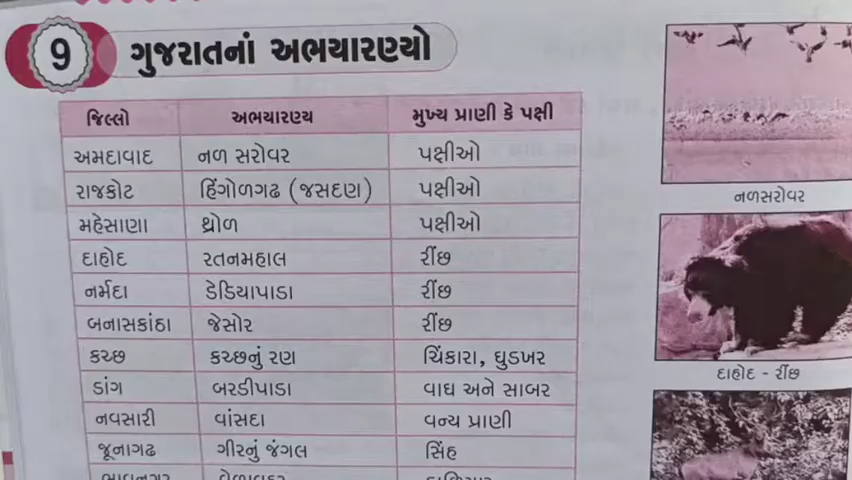 9 ગુજરાતનાં અભયારણ્યો
જિલ્લો અભયારણ્ય મુખ્ય પ્રાણી કે પક્ષી
અમદાવાદ નળ સરોવર પક્ષીઓ
રાજકોટ હિંગોળગઢ (જસદણ) પક્ષીઓ
મહેસાણા થ્રોળ પક્ષીઓ
દાહોદ રતનમહાલ રીંછ
નર્મદા ડેડિયાપાડા રીંછ
બનાસકાંઠા જેસોર રીંછ
કચ્છ કચ્છનું રણ ચિંકારા, ઘુડખર
ડાંગ બરડીપાડા વાઘ અને સાબર
નવસારી વાંસદા વન્ય પ્રાણી
જૂનાગઢ ગીરનું જંગલ સિંહ
નળસરોવર
દાહોદ - રીંછ